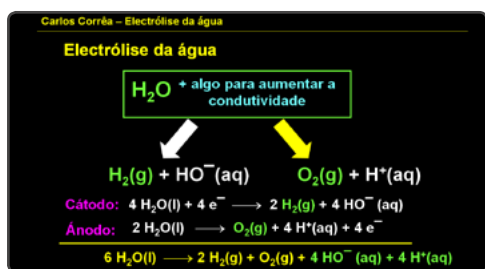 Carlos Corrêa – Electrólise da água
Electrólise da água
H₂O + algo para aumentar a
condutividade
H₂(g) + HO⁻(aq) O₂(g) + H⁺(aq)
Cátodo: 4 H₂O(l) + 4 e⁻ ⟶ 2 H₂(g) + 4 HO⁻ (aq)
Ánodo: 2 H₂O(l) ⟶ O₂(g) + 4 H⁺(aq) + 4 e⁻
6 H₂O(l) ⟶ 2 H₂(g) + O₂(g) + 4 HO⁻ (aq) + 4 H⁺(aq)